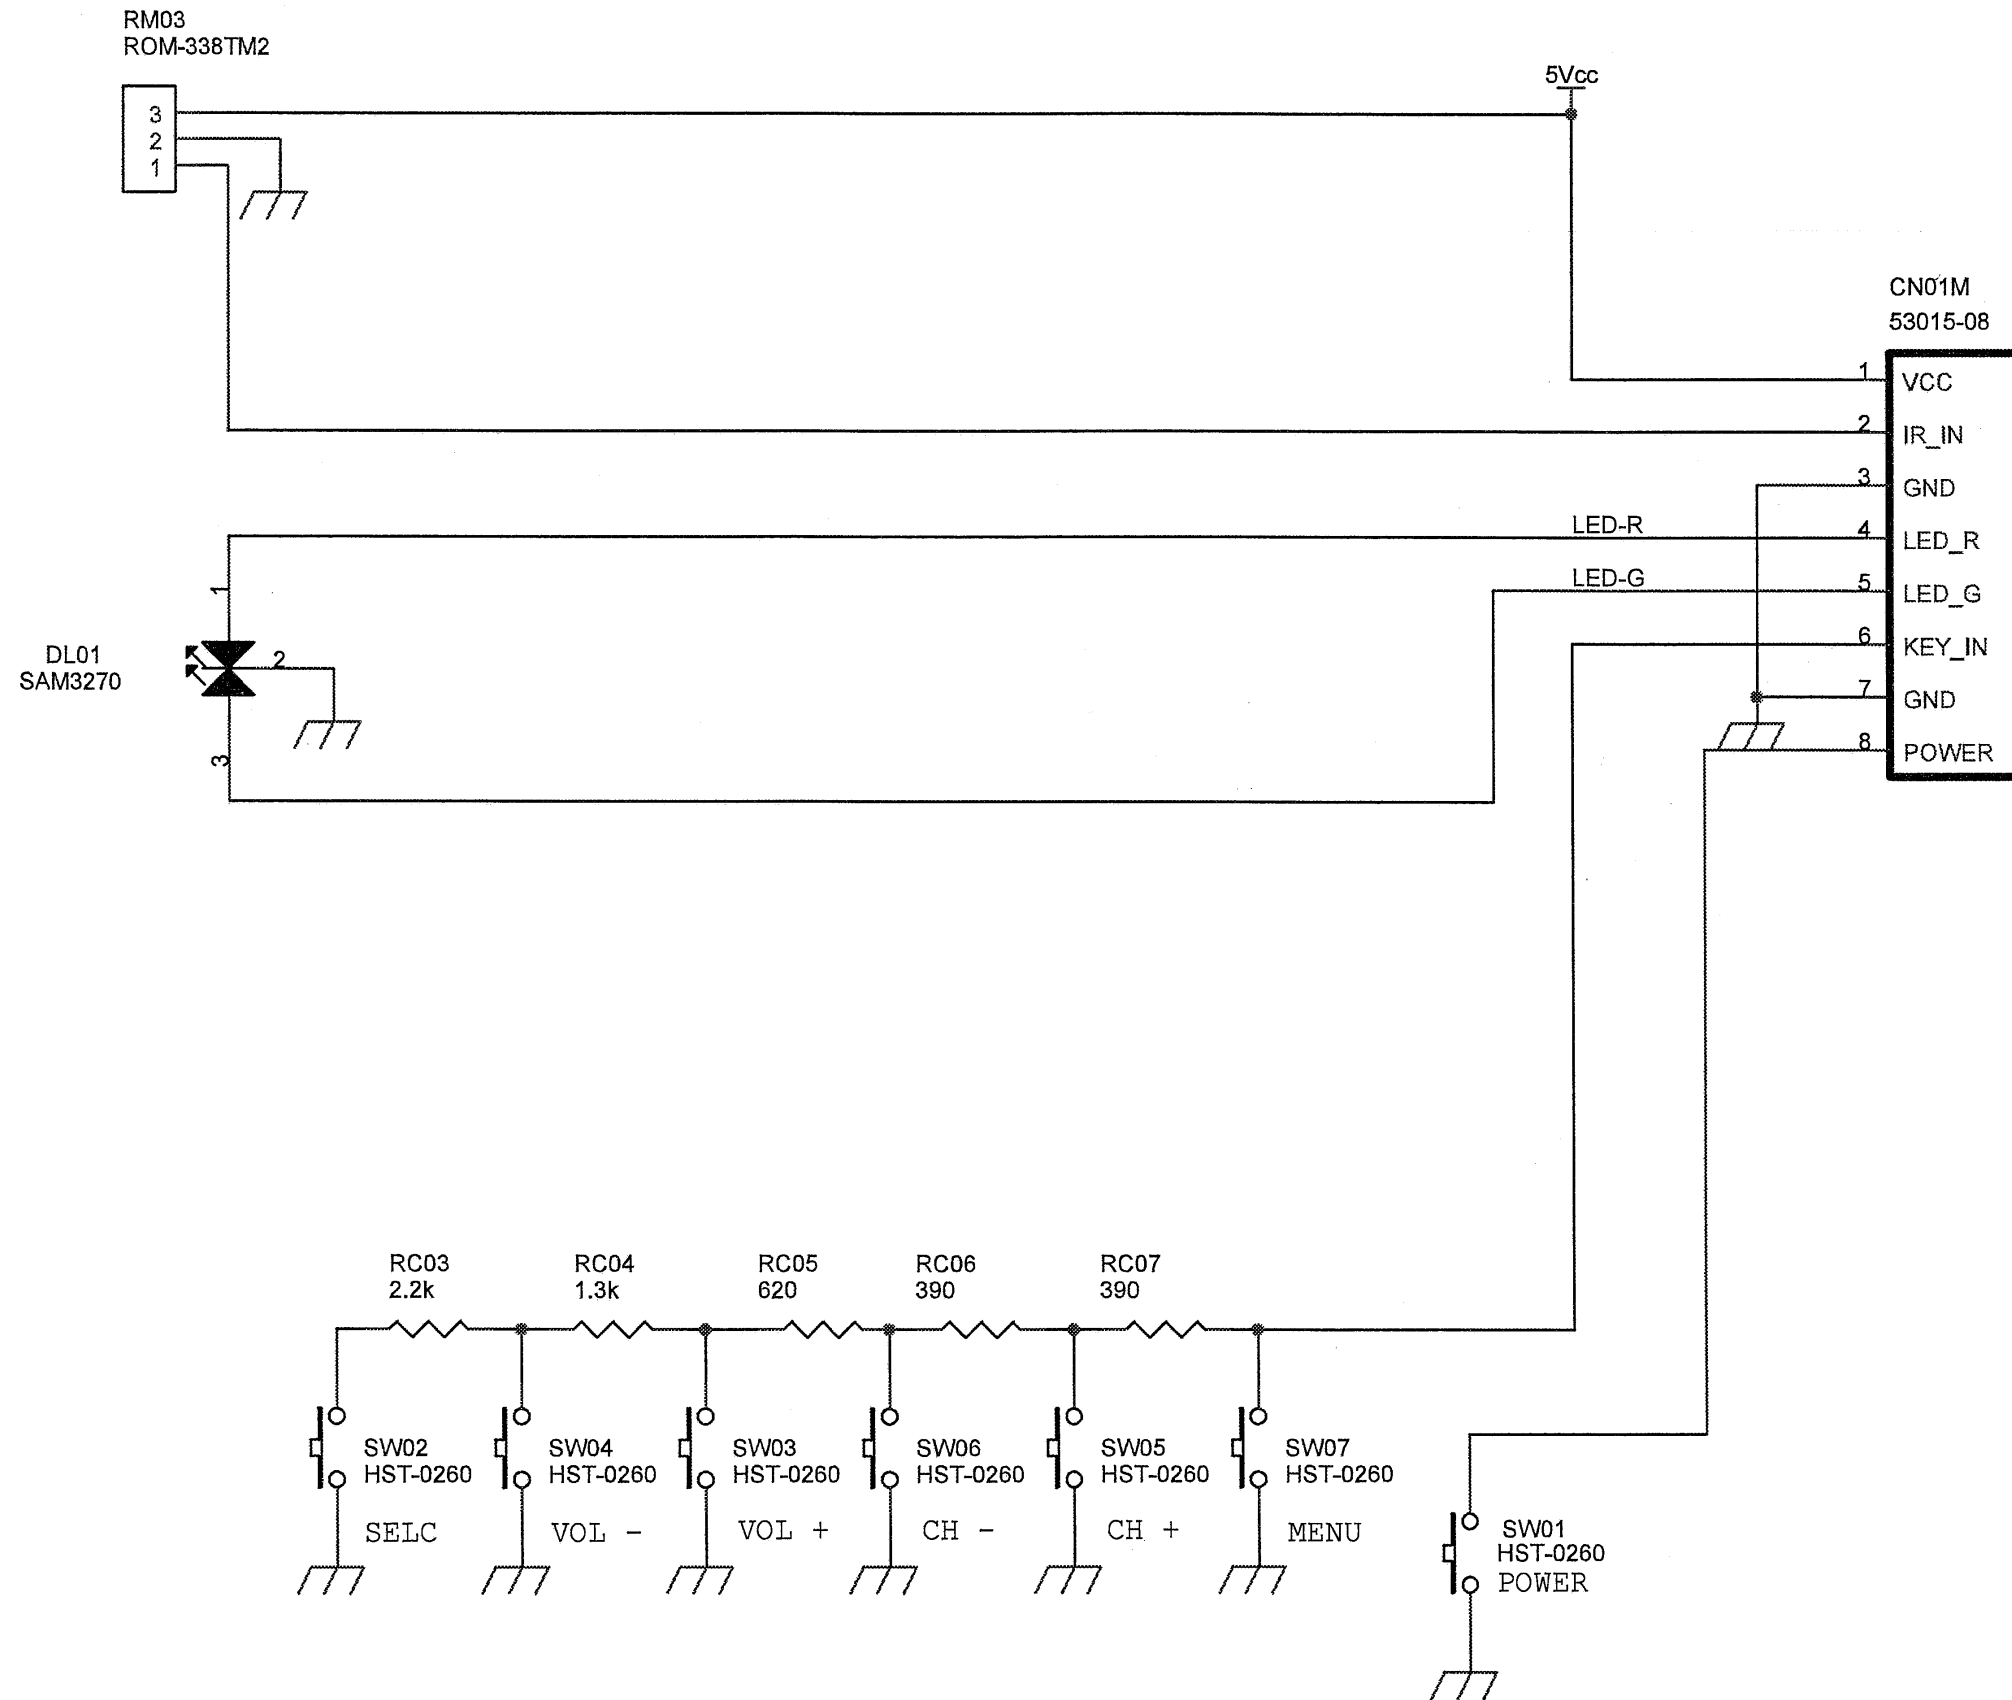 RM03
ROM-338TM2
3
2
1
5Vcc
CN01M
53015-08
1 VCC
2 IR_IN
3 GND
LED-R 4 LED_R
LED-G 5 LED_G
6 KEY_IN
7 GND
8 POWER
1
2
3
DL01
SAM3270
RC03
2.2k
RC04
1.3k
RC05
620
RC06
390
RC07
390
SW02
HST-0260
SELC
SW04
HST-0260
VOL -
SW03
HST-0260
VOL +
SW06
HST-0260
CH -
SW05
HST-0260
CH +
SW07
HST-0260
MENU
SW01
HST-0260
POWER